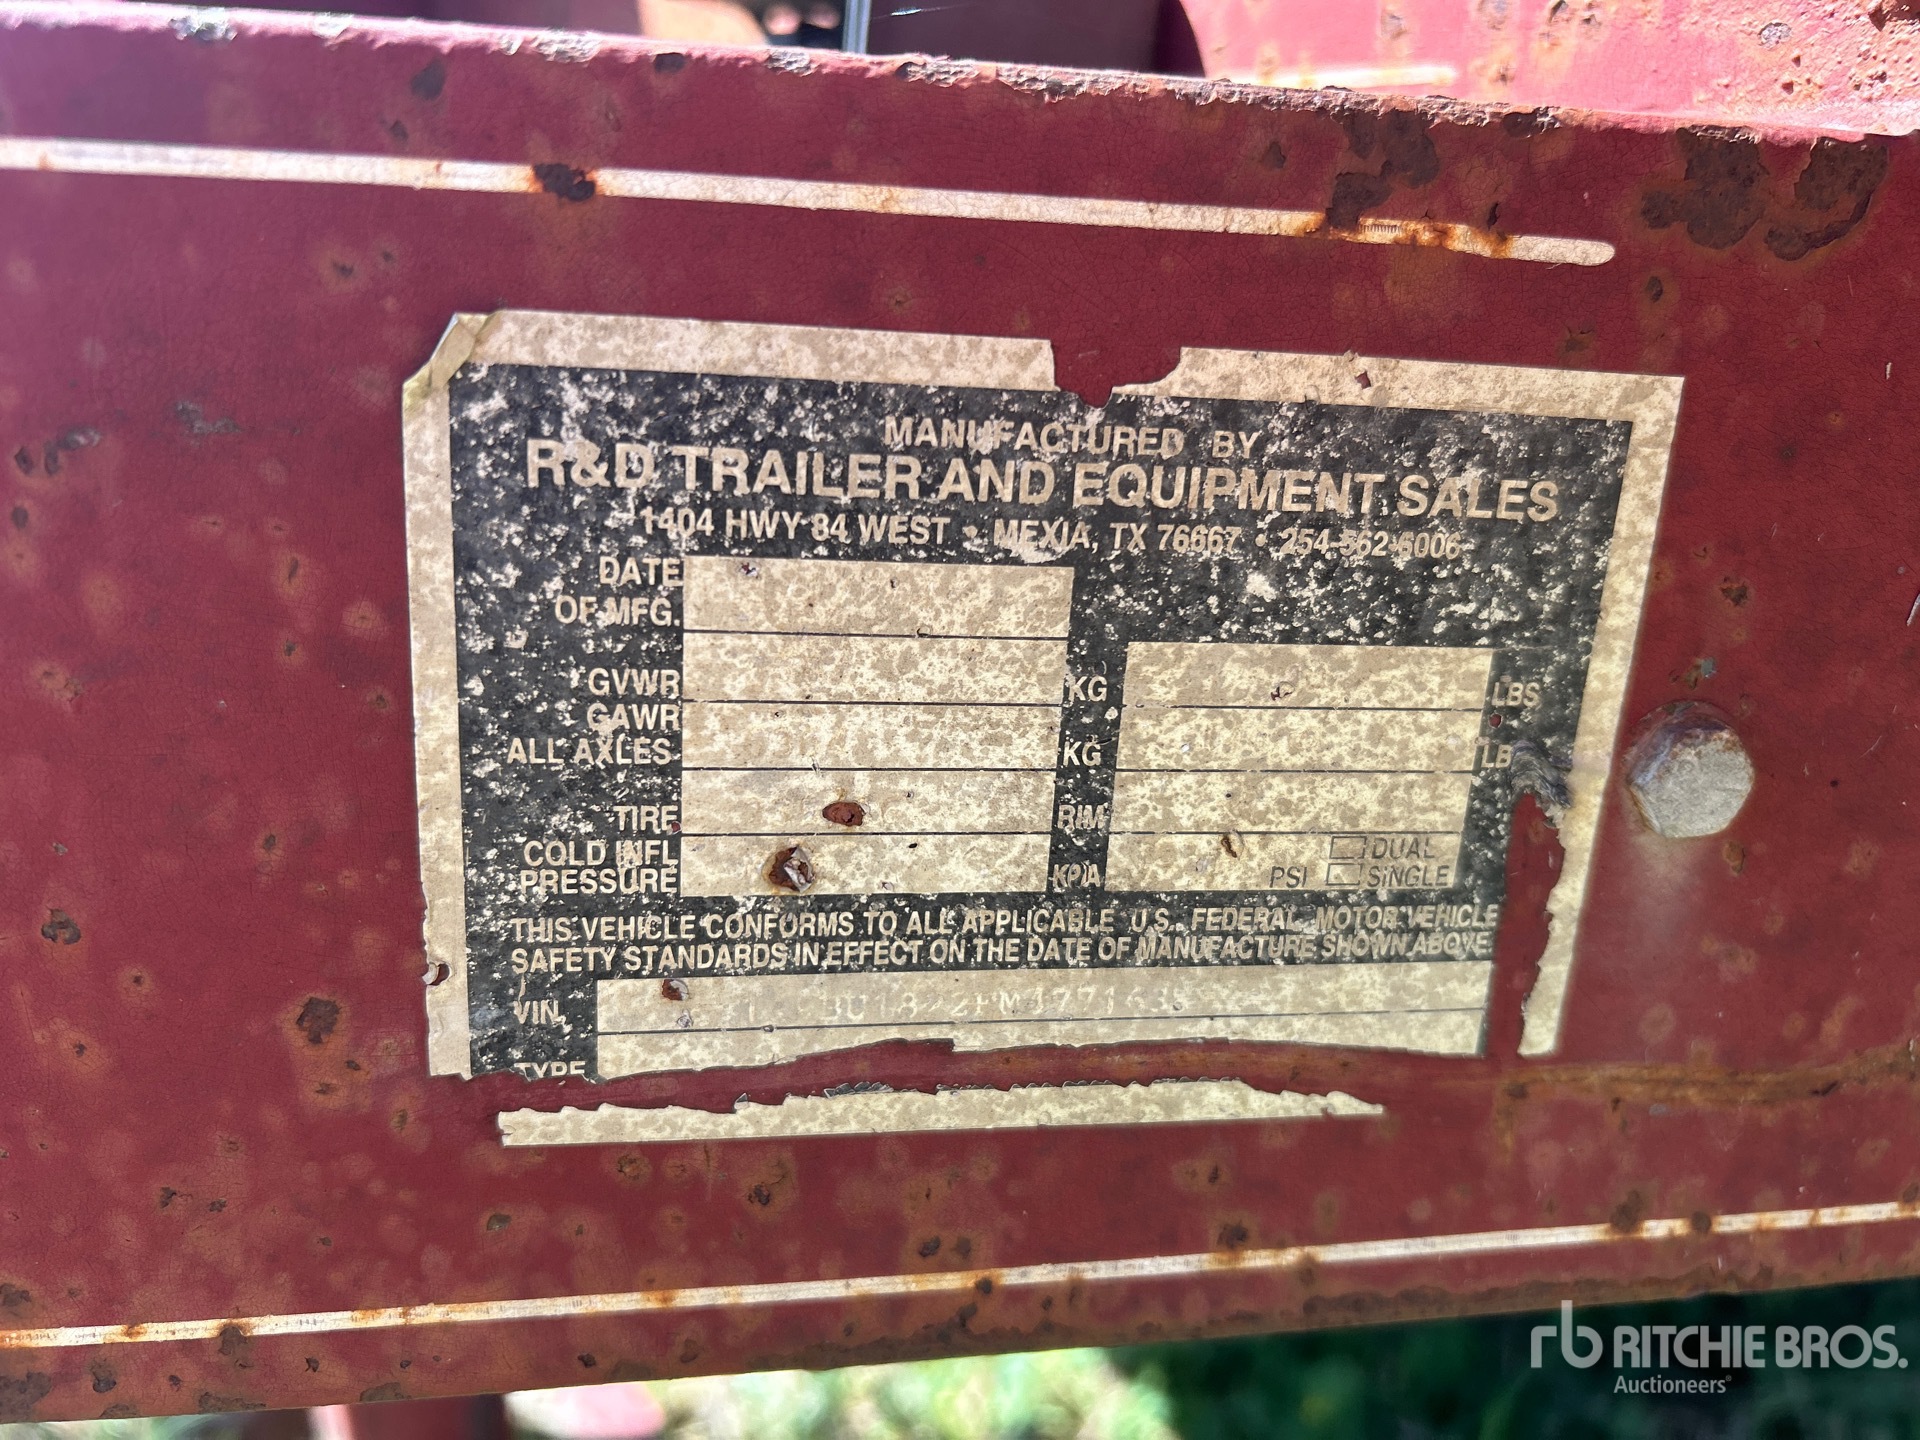 MANUFACTURED BY
R&D TRAILER AND EQUIPMENT SALES
1404 HWY 84 WEST • MEXIA, TX 76667 • 254-562-6006
DATE
OF MFG.
GVWR KG LBS
GAWR
ALL AXLES KG LB
TIRE RIM
COLD INFL DUAL
PRESSURE KPA PSI SINGLE
THIS VEHICLE CONFORMS TO ALL APPLICABLE U.S. FEDERAL MOTOR VEHICLE
SAFETY STANDARDS IN EFFECT ON THE DATE OF MANUFACTURE SHOWN ABOVE
VIN
TYPE
rb RITCHIE BROS.
Auctioneers